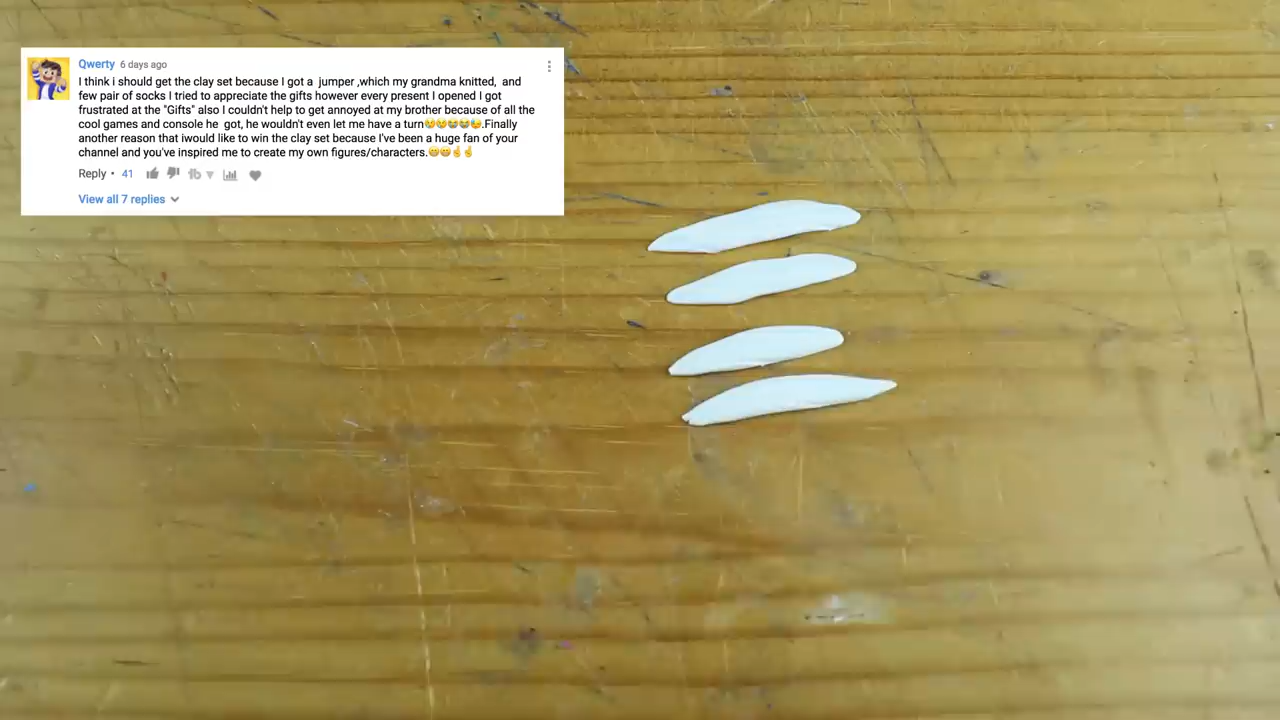 Qwerty 6 days ago
I think i should get the clay set because I got a jumper ,which my grandma knitted, and
few pair of socks I tried to appreciate the gifts however every present I opened I got
frustrated at the "Gifts" also I couldn't help to get annoyed at my brother because of all the
cool games and console he got, he wouldn't even let me have a turn😢😢😭😭😓.Finally
another reason that iwould like to win the clay set because I've been a huge fan of your
channel and you've inspired me to create my own figures/characters.😁😁🤞🤞
Reply • 41
View all 7 replies